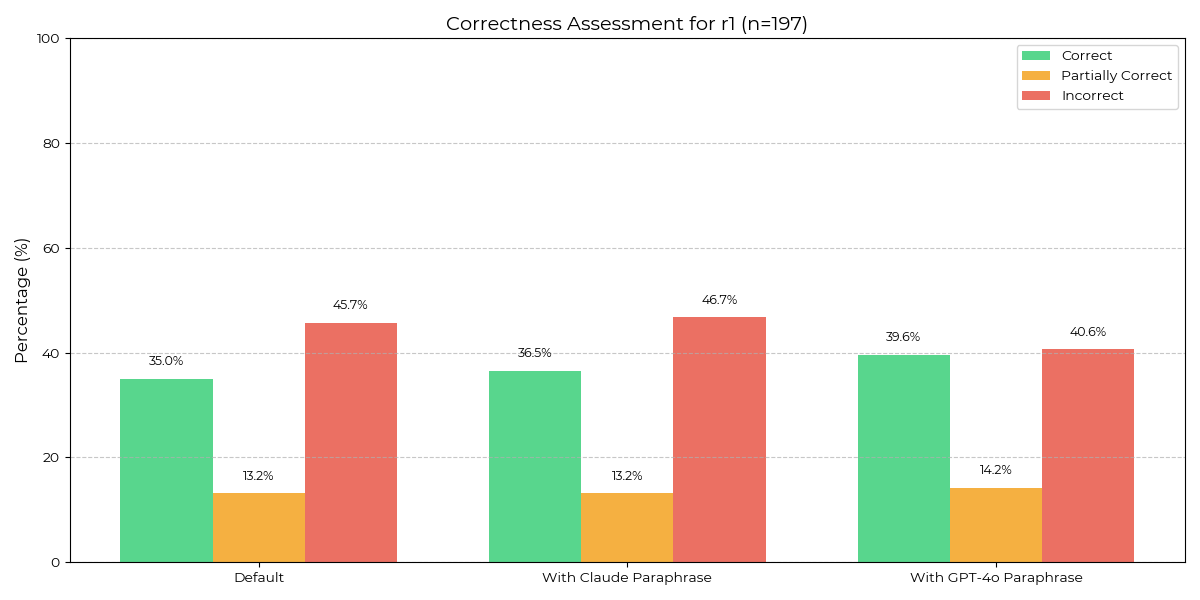 Correctness Assessment for r1 (n=197)
Percentage (%)
100
80
60
40
20
0
Correct
Partially Correct
Incorrect
35.0%
13.2%
45.7%
36.5%
13.2%
46.7%
39.6%
14.2%
40.6%
Default
With Claude Paraphrase
With GPT-4o Paraphrase